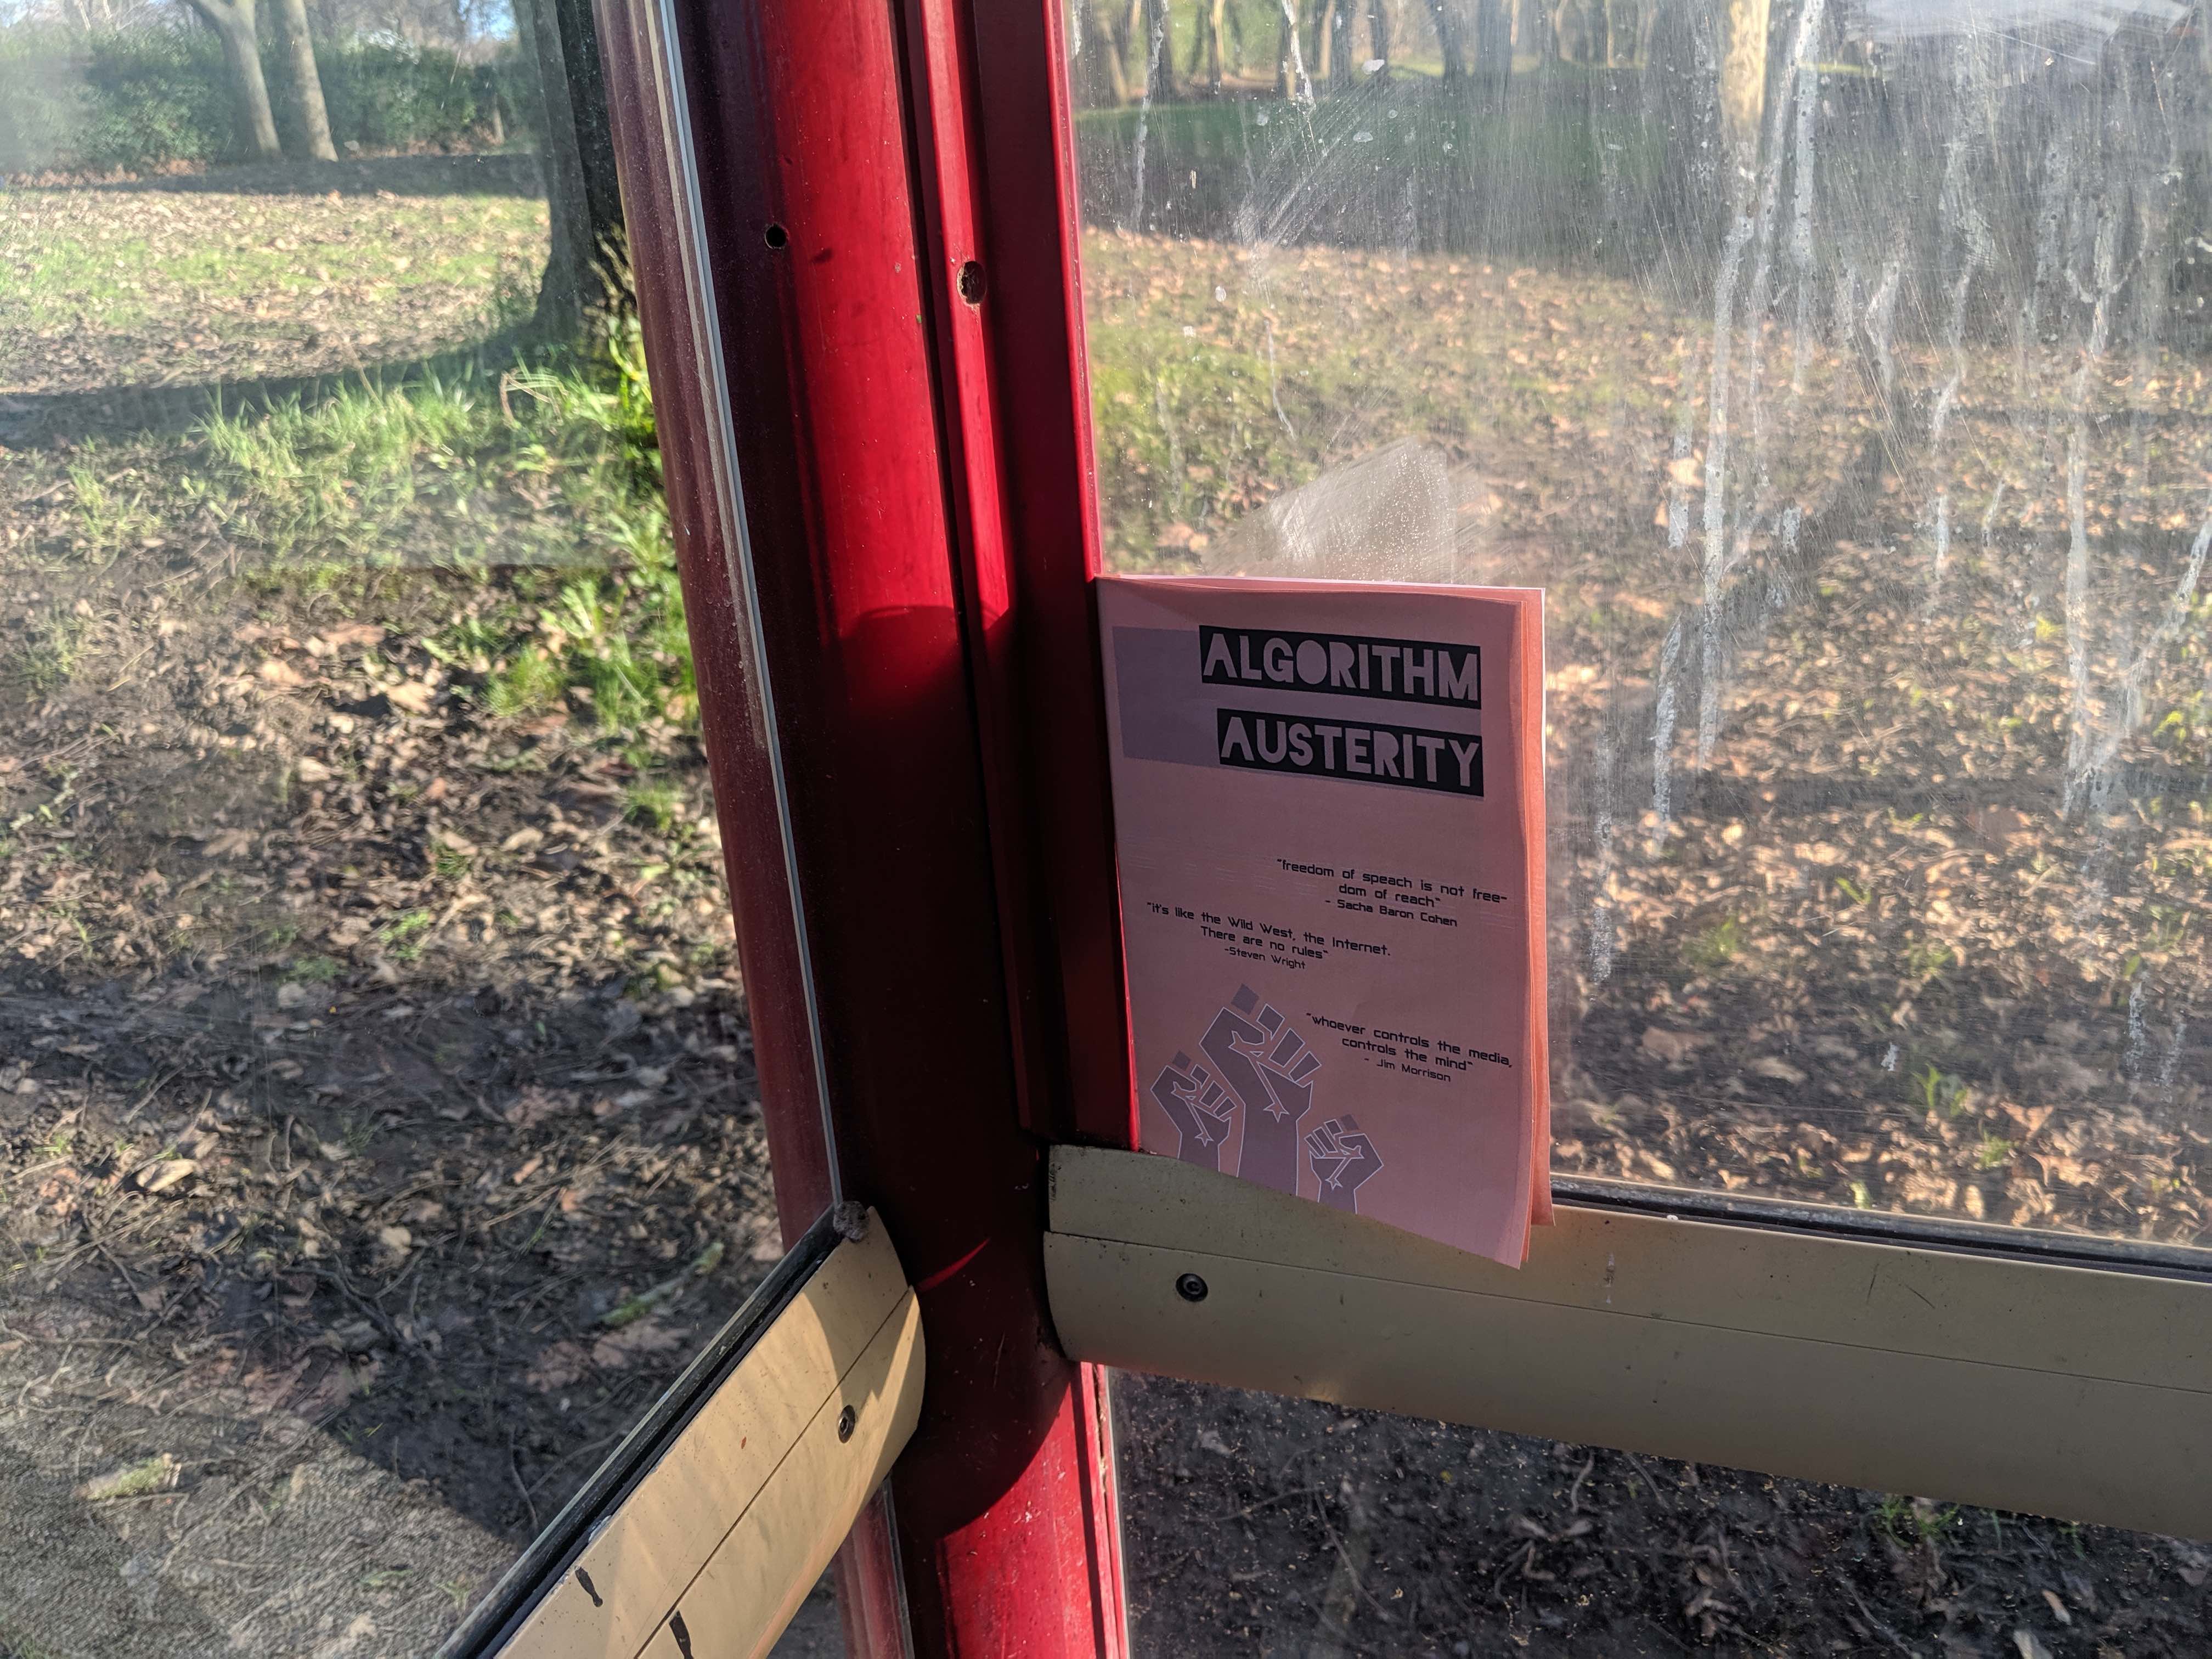 ALGORITHM
AUSTERITY
"freedom of speach is not free-
dom of reach"
- Sacha Baron Cohen
"it's like the Wild West, the Internet.
There are no rules"
-Steven Wright
"whoever controls the media,
controls the mind"
- Jim Morrison